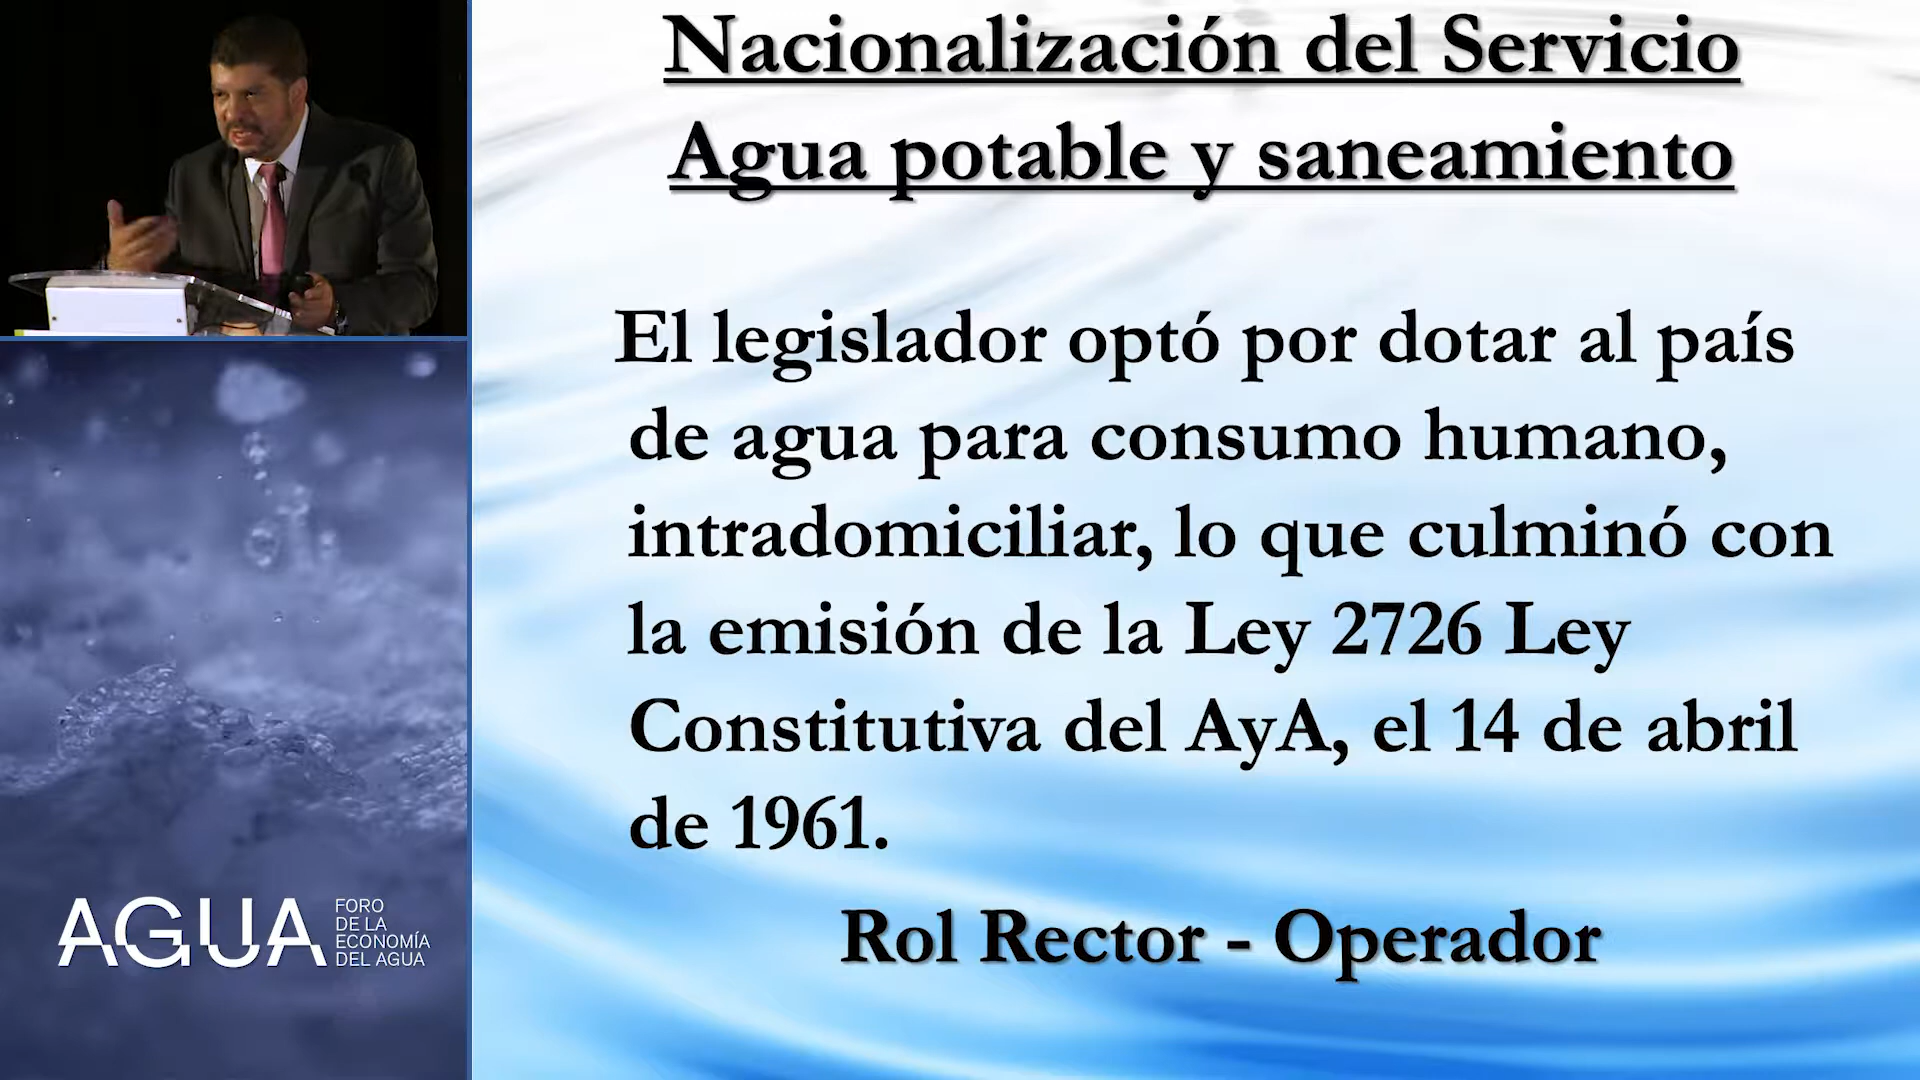 Nacionalización del Servicio
Agua potable y saneamiento
El legislador optó por dotar al país
de agua para consumo humano,
intradomiciliar, lo que culminó con
la emisión de la Ley 2726 Ley
Constitutiva del AyA, el 14 de abril
de 1961.
Rol Rector - Operador
AGUA
FORO
DE LA
ECONOMÍA
DEL AGUA